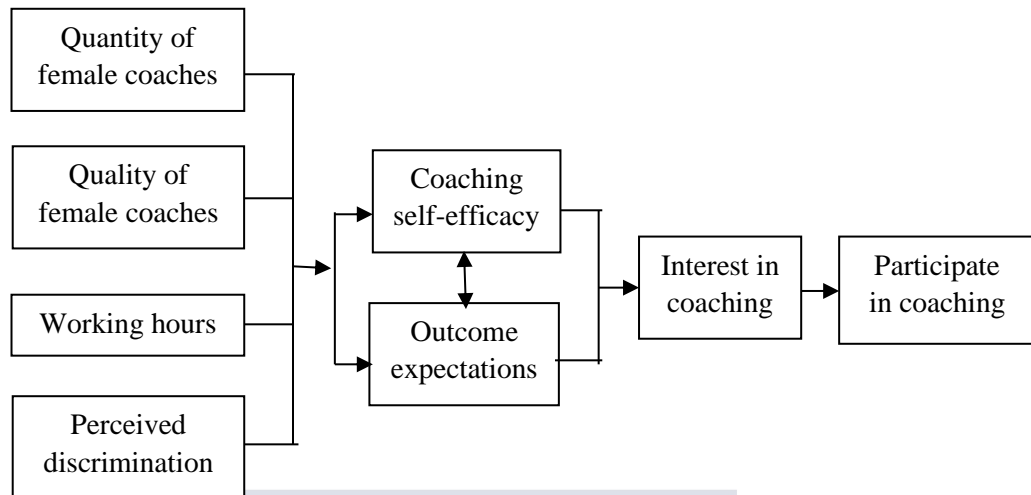 Quantity of
female coaches
Quality of
female coaches
Working hours
Perceived
discrimination
Coaching
self-efficacy
Outcome
expectations
Interest in
coaching
Participate
in coaching